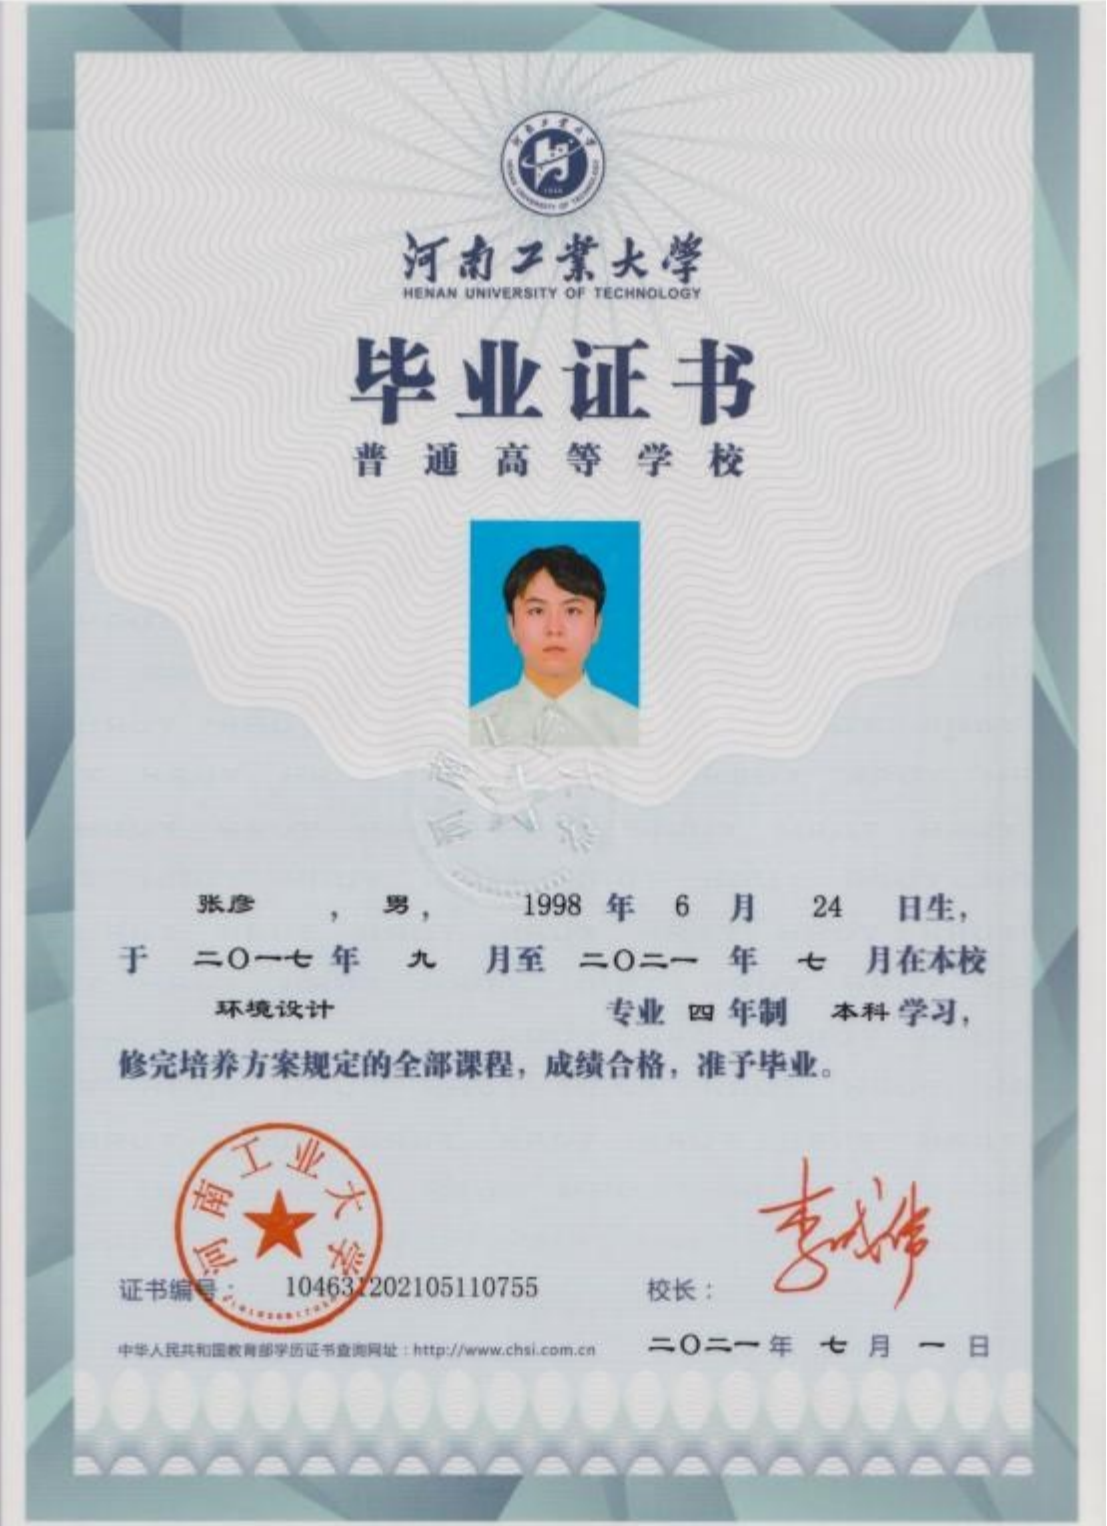 河南工業大學
HENAN UNIVERSITY OF TECHNOLOGY
毕业证书
普通高等学校
张彦 ，男， 1998 年 6 月 24 日生，
于 二〇一七 年 九 月至 二〇二一 年 七 月在本校
环境设计 专业 四 年制 本科 学习，
修完培养方案规定的全部课程，成绩合格，准予毕业。
河南工业大学
证书编号： 104631202105110755
校长：
李成伟
中华人民共和国教育部学历证书查询网址：http://www.chsi.com.cn
二〇二一 年 七 月 一 日